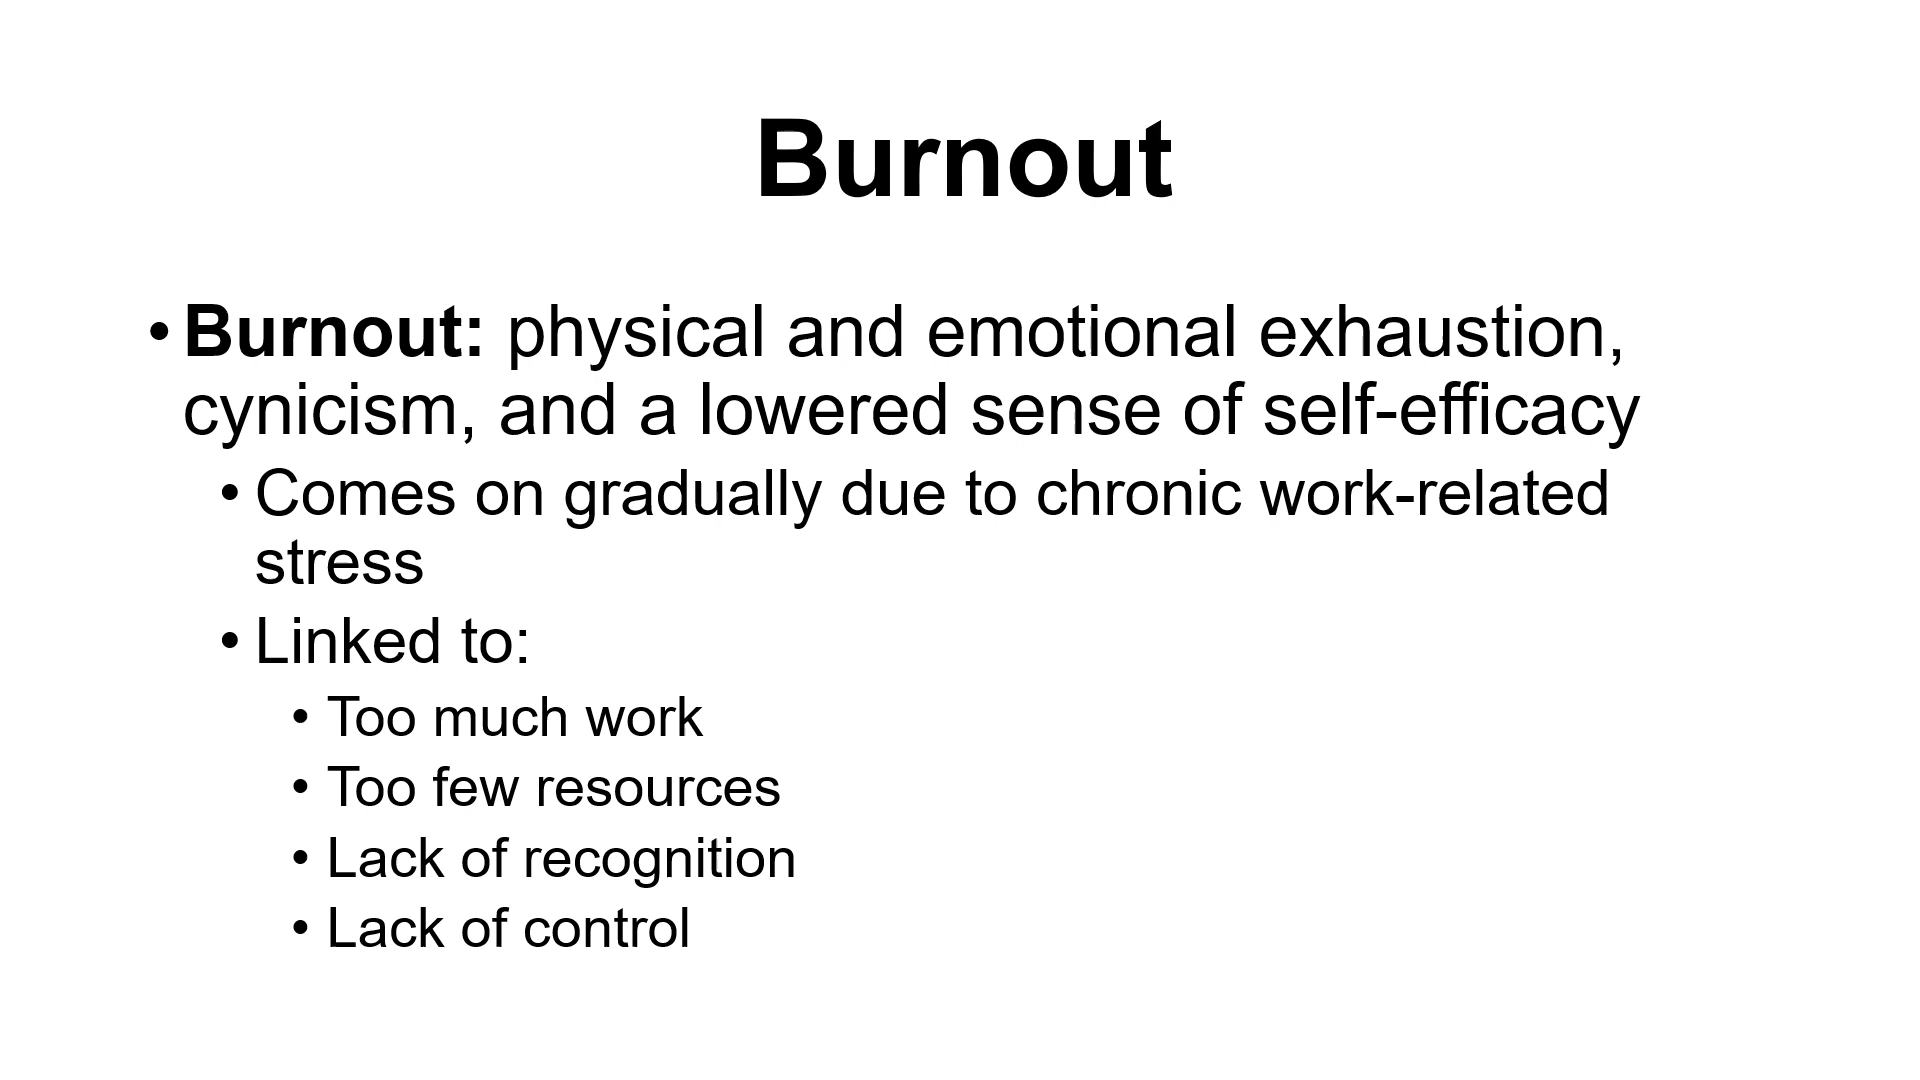 Burnout
• Burnout: physical and emotional exhaustion,
cynicism, and a lowered sense of self-efficacy
• Comes on gradually due to chronic work-related
stress
• Linked to:
• Too much work
• Too few resources
• Lack of recognition
• Lack of control